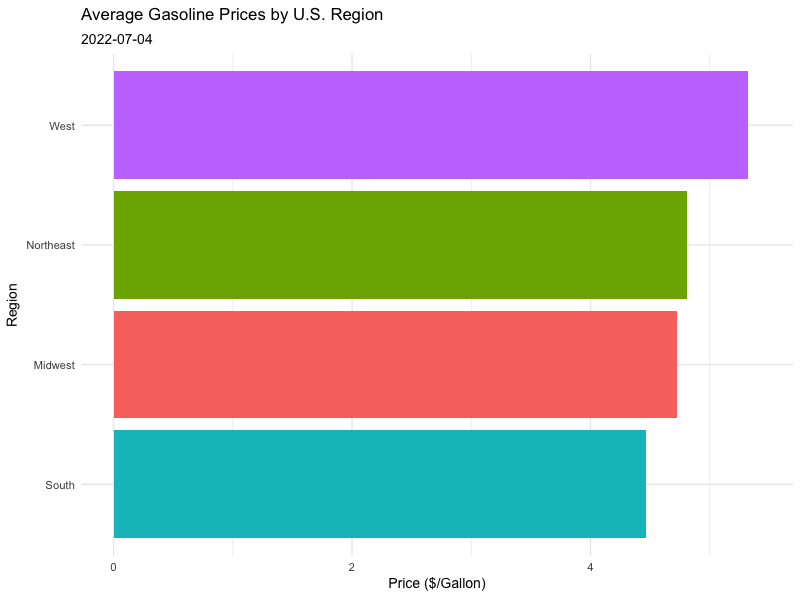 Average Gasoline Prices by U.S. Region
2022-07-04
West
Northeast
Midwest
South
Region
0 2 4
Price ($/Gallon)